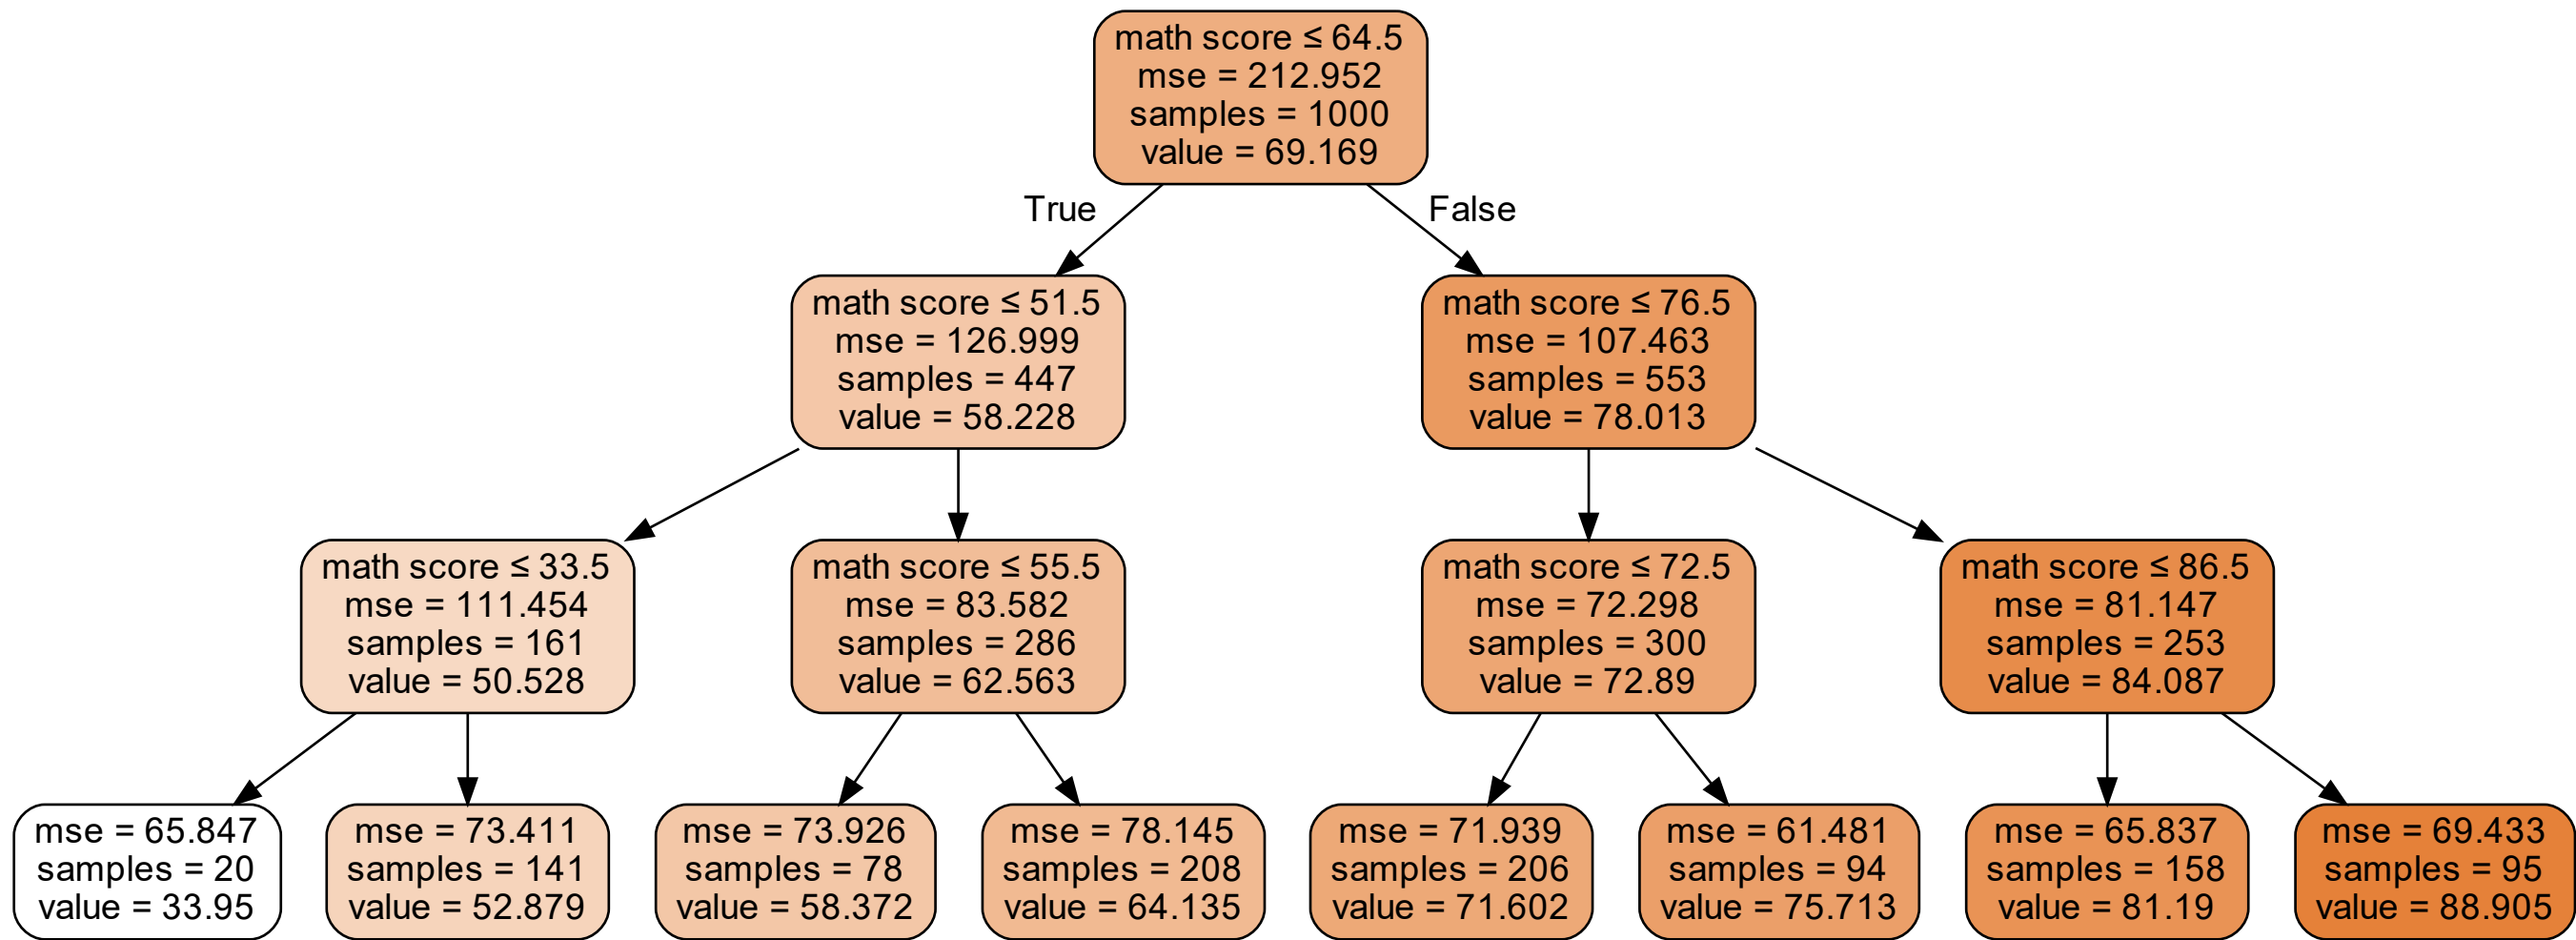 math score ≤ 64.5
mse = 212.952
samples = 1000
value = 69.169
True
False
math score ≤ 51.5
mse = 126.999
samples = 447
value = 58.228
math score ≤ 76.5
mse = 107.463
samples = 553
value = 78.013
math score ≤ 33.5
mse = 111.454
samples = 161
value = 50.528
math score ≤ 55.5
mse = 83.582
samples = 286
value = 62.563
math score ≤ 72.5
mse = 72.298
samples = 300
value = 72.89
math score ≤ 86.5
mse = 81.147
samples = 253
value = 84.087
mse = 65.847
samples = 20
value = 33.95
mse = 73.411
samples = 141
value = 52.879
mse = 73.926
samples = 78
value = 58.372
mse = 78.145
samples = 208
value = 64.135
mse = 71.939
samples = 206
value = 71.602
mse = 61.481
samples = 94
value = 75.713
mse = 65.837
samples = 158
value = 81.19
mse = 69.433
samples = 95
value = 88.905